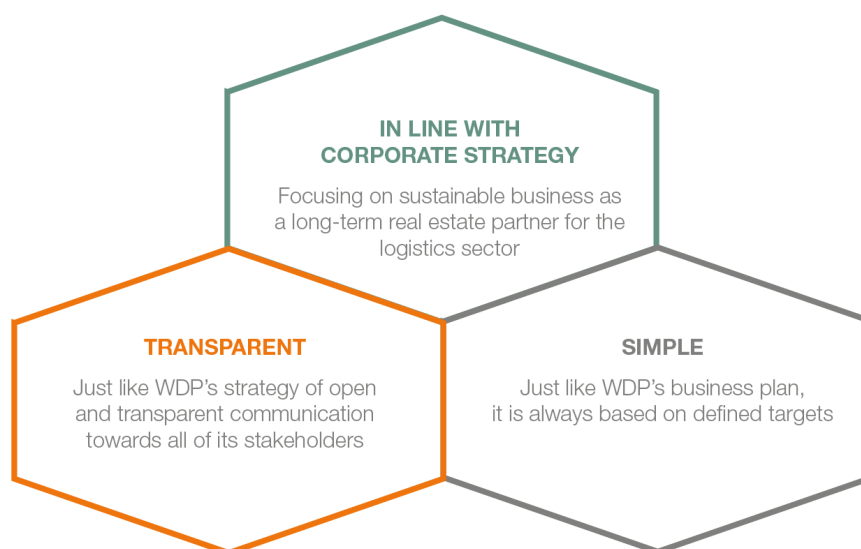 IN LINE WITH
CORPORATE STRATEGY
Focusing on sustainable business as
a long-term real estate partner for the
logistics sector
TRANSPARENT
Just like WDP’s strategy of open
and transparent communication
towards all of its stakeholders
SIMPLE
Just like WDP’s business plan,
it is always based on defined targets